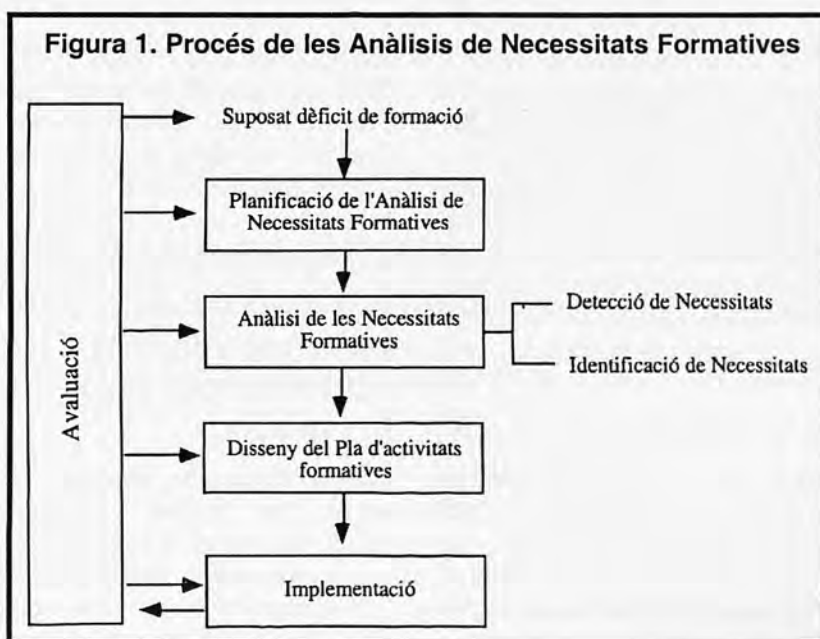 Figura 1. Procés de les Anàlisis de Necessitats Formatives
Suposat dèficit de formació
Planificació de l'Anàlisi de
Necessitats Formatives
Anàlisi de les Necessitats
Formatives
Detecció de Necessitats
Identificació de Necessitats
Disseny del Pla d'activitats
formatives
Implementació
Avaluació